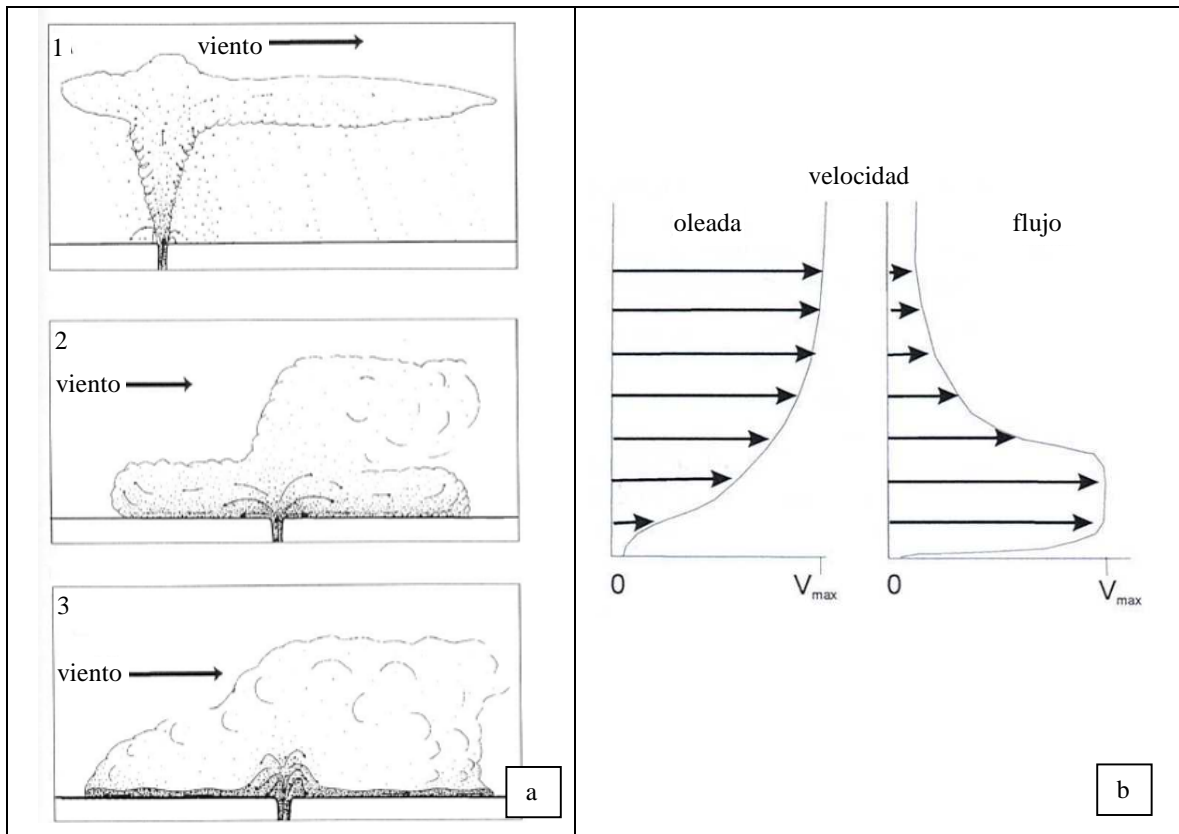 1
viento
2
viento
3
viento
a
velocidad
oleada
flujo
0
Vmax
0
Vmax
b